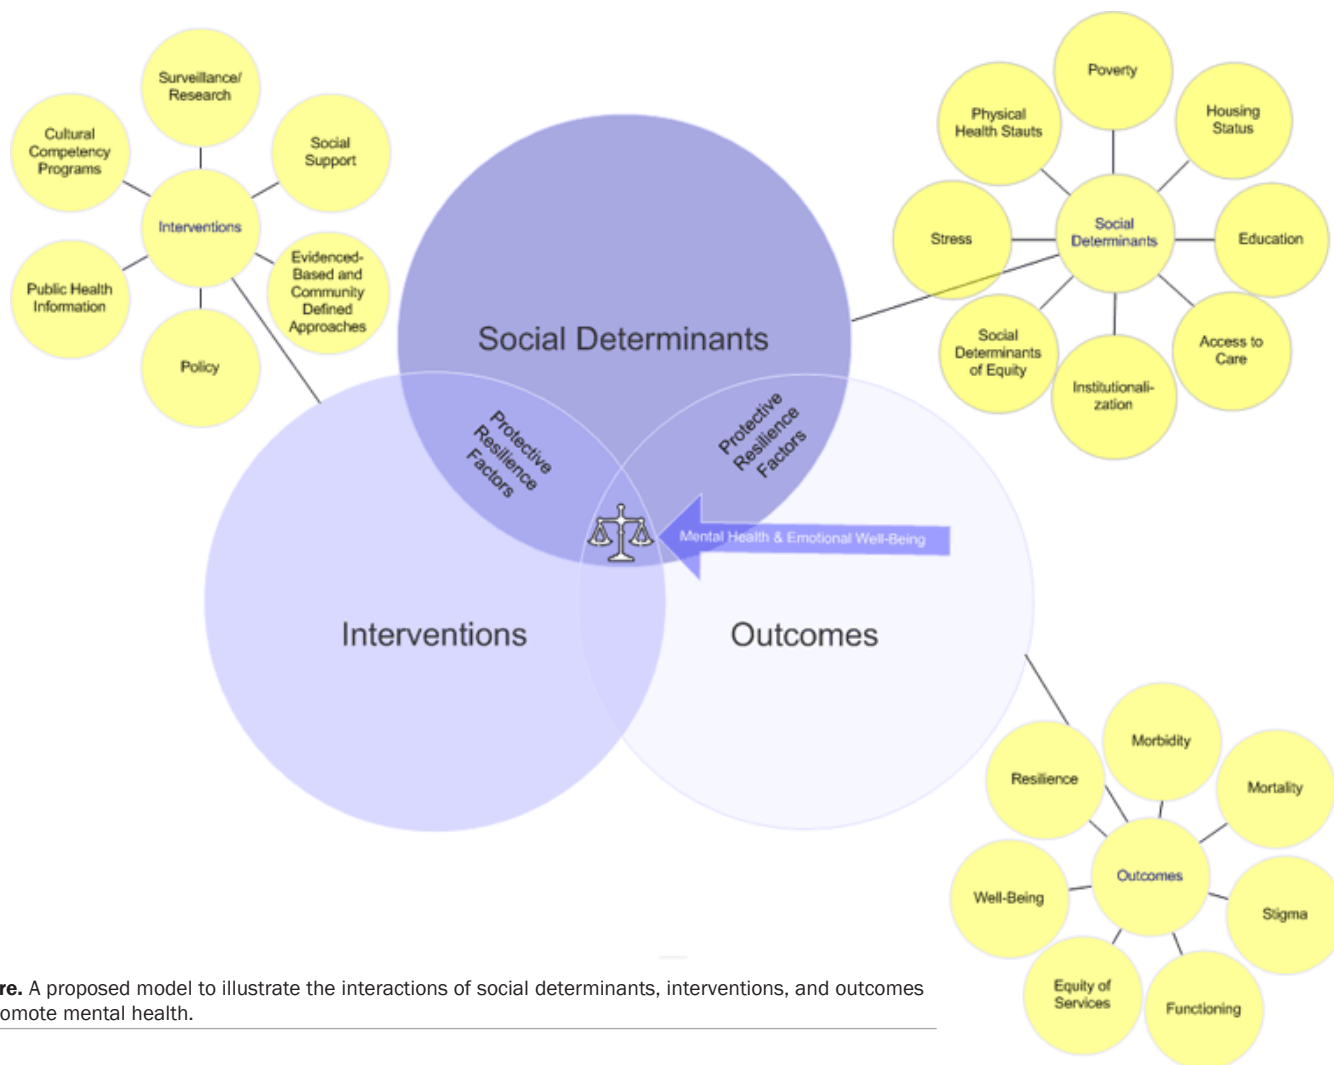 Surveillance/
Research
Cultural
Competency
Programs
Social
Support
Interventions
Public Health
Information
Evidenced-
Based and
Community
Defined
Approaches
Policy
Poverty
Physical
Health Stauts
Housing
Status
Stress
Social
Determinants
Education
Social
Determinants
of Equity
Access to
Care
Institutionali-
zation
Social Determinants
Protective
Resilience
Factors
Protective
Resilience
Factors
Mental Health & Emotional Well-Being
Interventions
Outcomes
Morbidity
Resilience
Mortality
Outcomes
Well-Being
Stigma
Equity of
Services
Functioning
re. A proposed model to illustrate the interactions of social determinants, interventions, and outcomes
omote mental health.